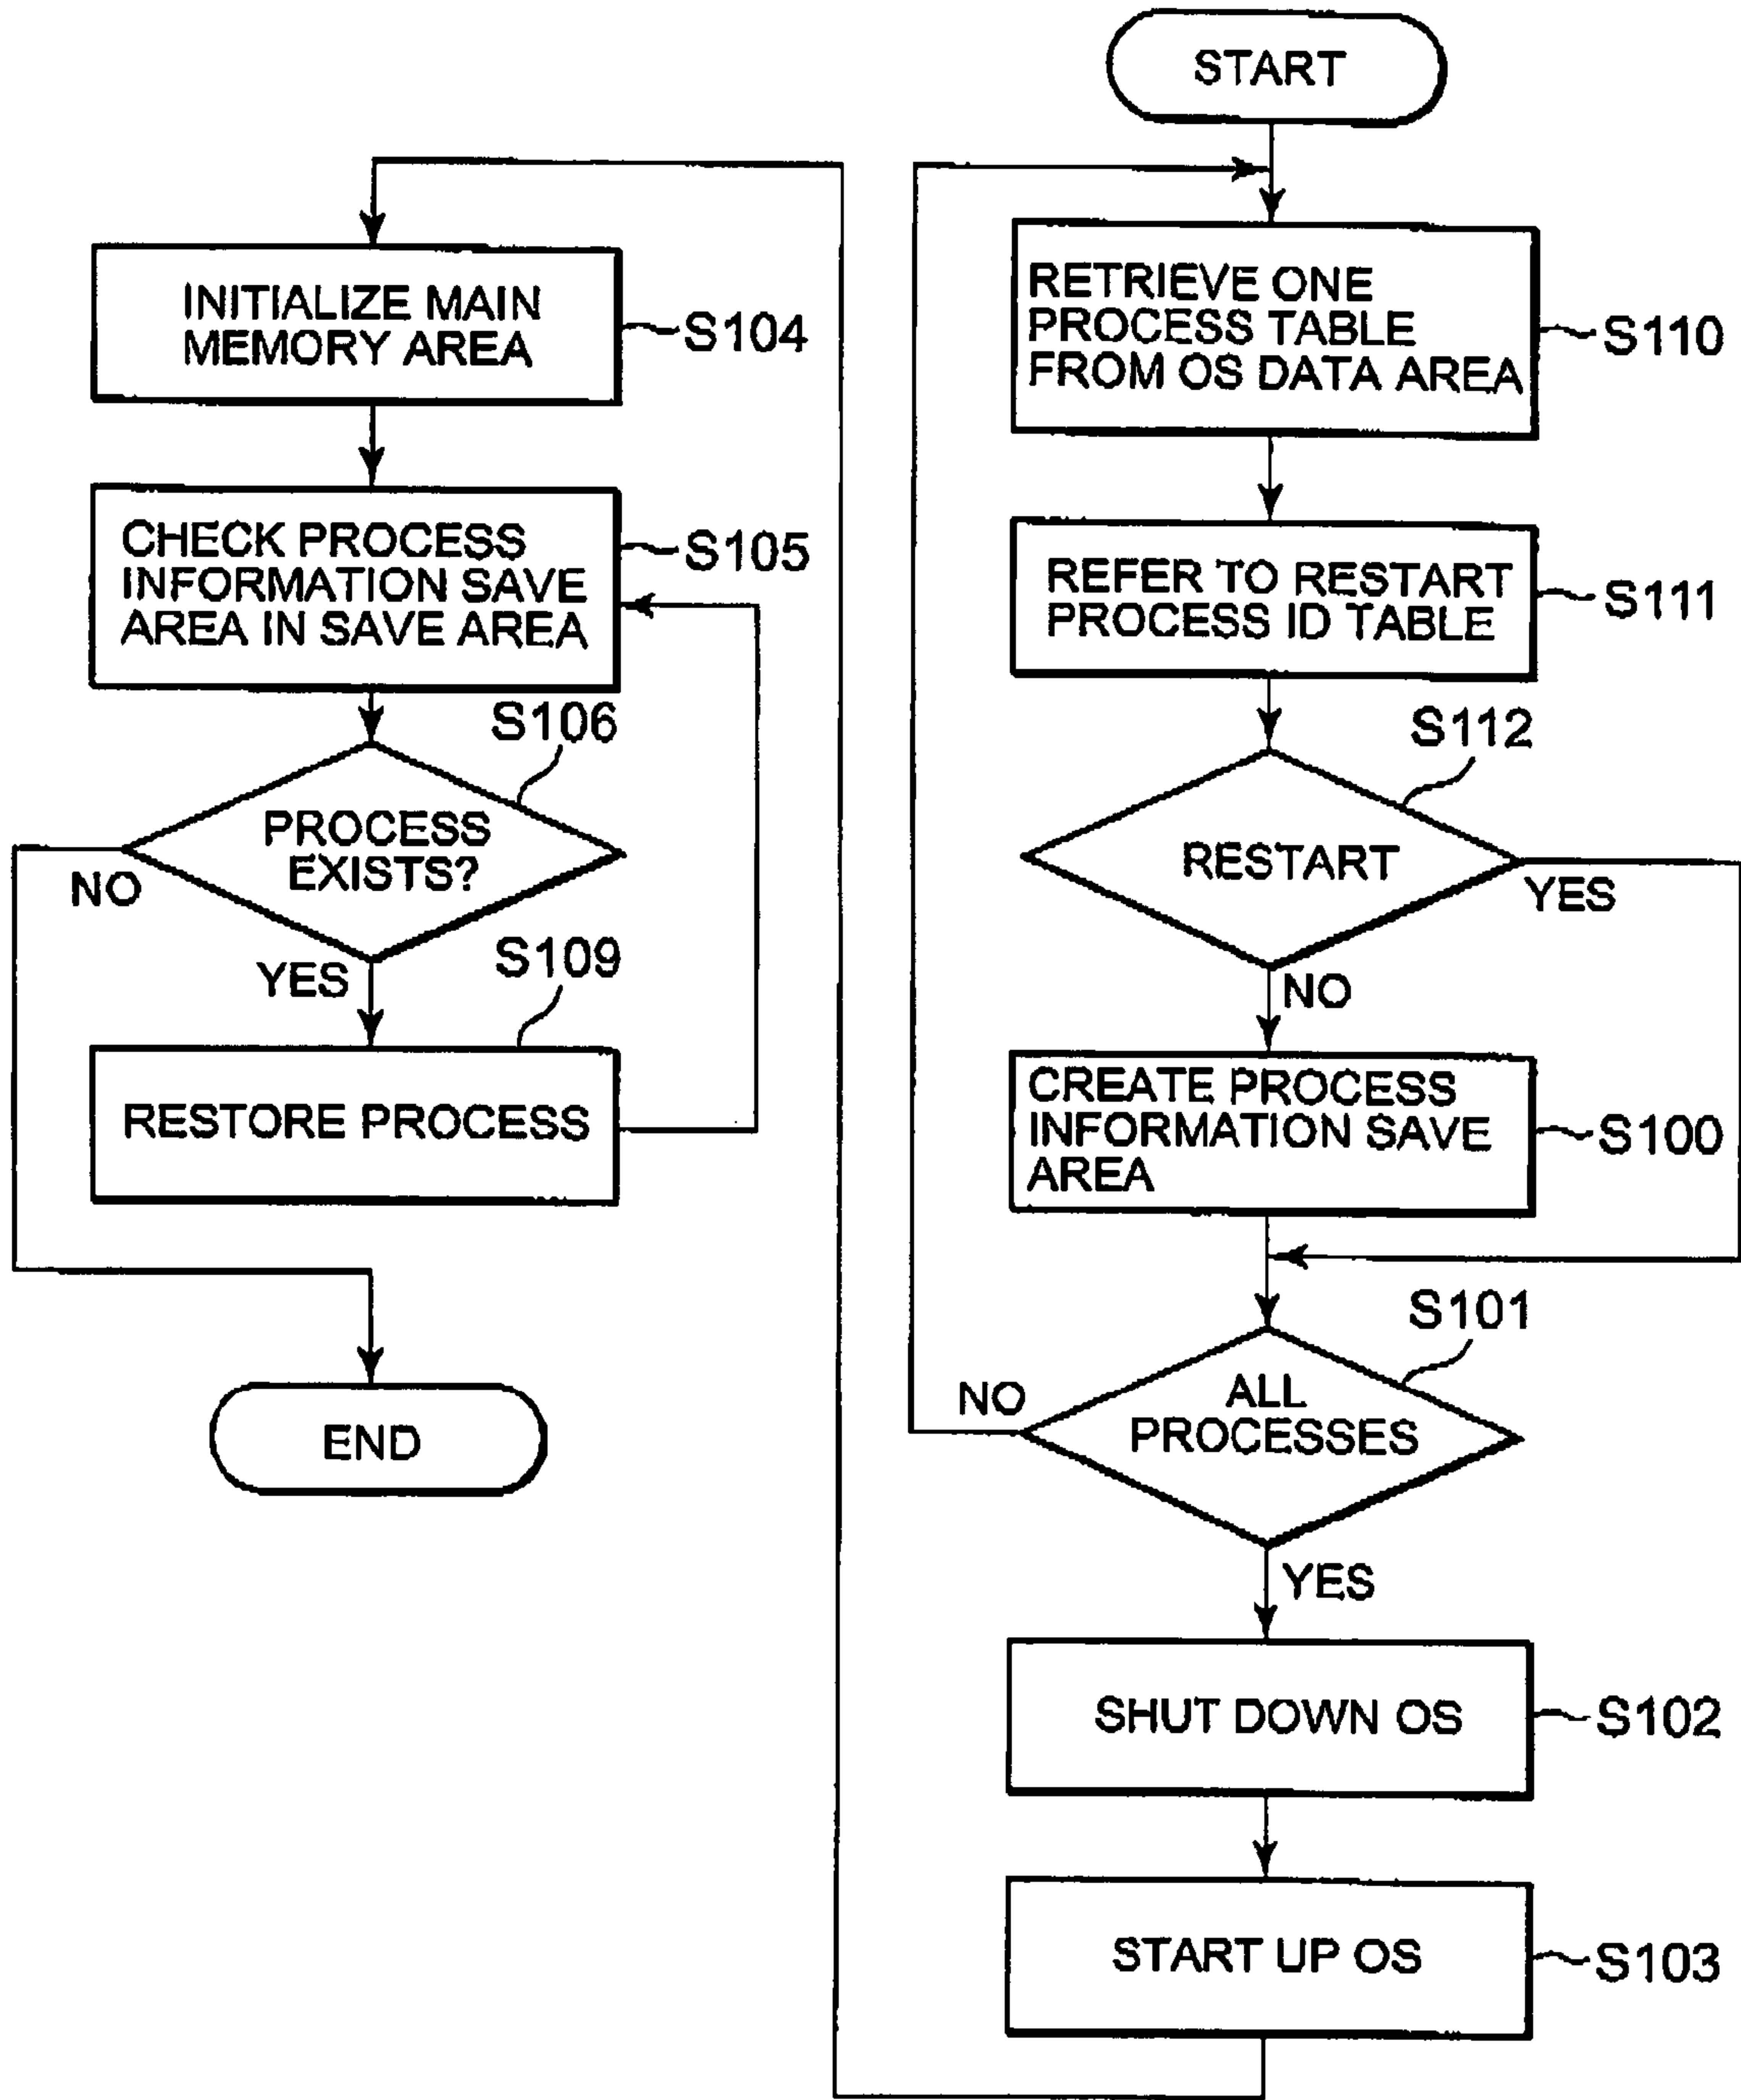 START
RETRIEVE ONE
PROCESS TABLE
FROM OS DATA AREA
S110
REFER TO RESTART
PROCESS ID TABLE
S111
S112
RESTART
YES
NO
CREATE PROCESS
INFORMATION SAVE
AREA
S100
S101
ALL
PROCESSES
NO
YES
SHUT DOWN OS
S102
START UP OS
S103
INITIALIZE MAIN
MEMORY AREA
S104
CHECK PROCESS
INFORMATION SAVE
AREA IN SAVE AREA
S105
S106
PROCESS
EXISTS?
NO
YES
S109
RESTORE PROCESS
END